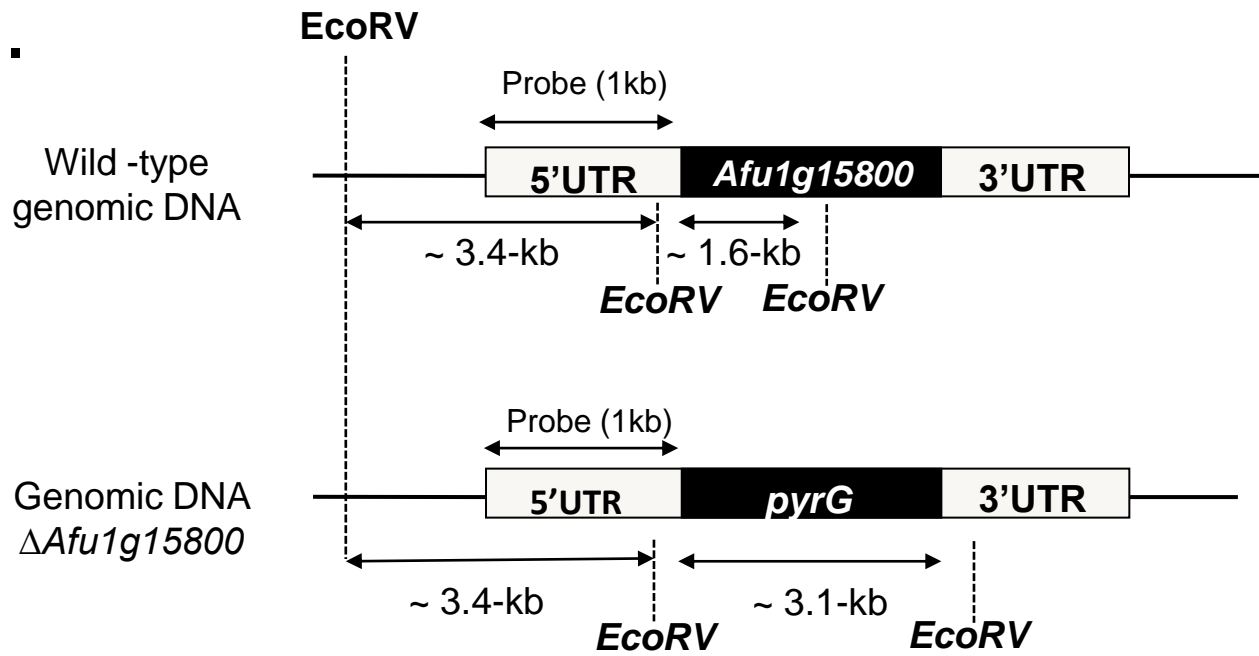 EcoRV
Probe (1kb)
Wild -type
genomic DNA
5'UTR
Afu1g15800
3'UTR
~ 3.4-kb
~ 1.6-kb
EcoRV
EcoRV
Probe (1kb)
Genomic DNA
ΔAfu1g15800
5'UTR
pyrG
3'UTR
~ 3.4-kb
~ 3.1-kb
EcoRV
EcoRV